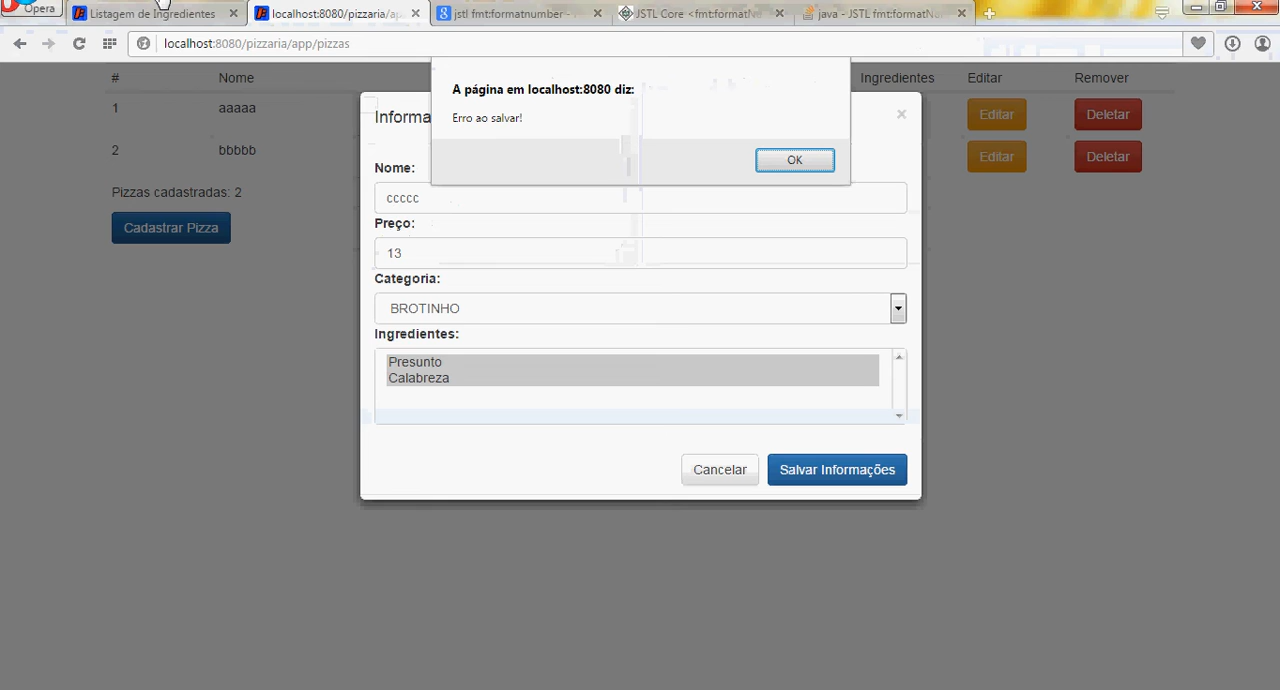 Opera
Listagem de Ingredientes
localhost:8080/pizzaria/ap
jstl fmt:formatnumber -
JSTL Core <fmt:formatNu
java - JSTL fmt:formatNu
localhost:8080/pizzaria/app/pizzas
# Nome Ingredientes Editar Remover
1 aaaaa Editar Deletar
2 bbbbb Editar Deletar
Pizzas cadastradas: 2
Cadastrar Pizza
A página em localhost:8080 diz:
Erro ao salvar!
OK
Informa
×
Nome:
ccccc
Preço:
13
Categoria:
BROTINHO
Ingredientes:
Presunto
Calabreza
Cancelar Salvar Informações